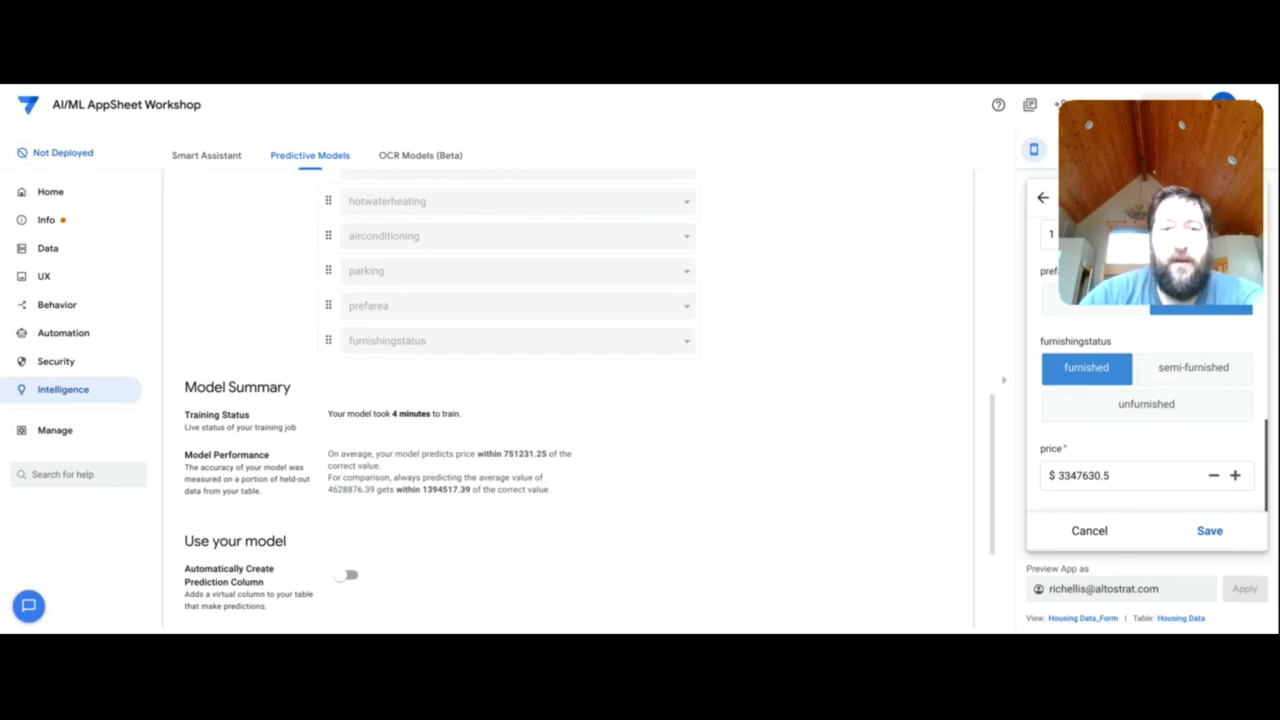 AI/ML AppSheet Workshop
Not Deployed
Smart Assistant
Predictive Models
OCR Models (Beta)
Home
Info
Data
UX
Behavior
Automation
Security
Intelligence
Manage
Search for help
hotwaterheating
airconditioning
parking
prefarea
furnishingstatus
Model Summary
Training Status
Live status of your training job
Your model took 4 minutes to train.
Model Performance
The accuracy of your model was
measured on a portion of held-out
data from your table.
On average, your model predicts price within 751231.25 of the
correct value.
For comparison, always predicting the average value of
4628876.39 gets within 1394517.39 of the correct value.
Use your model
Automatically Create
Prediction Column
Adds a virtual column to your table
that make predictions.
1
furnishingstatus
furnished
semi-furnished
unfurnished
price*
$ 3347630.5
Cancel
Save
Preview App as
richellis@altostrat.com
Apply
View: Housing Data_Form | Table: Housing Data